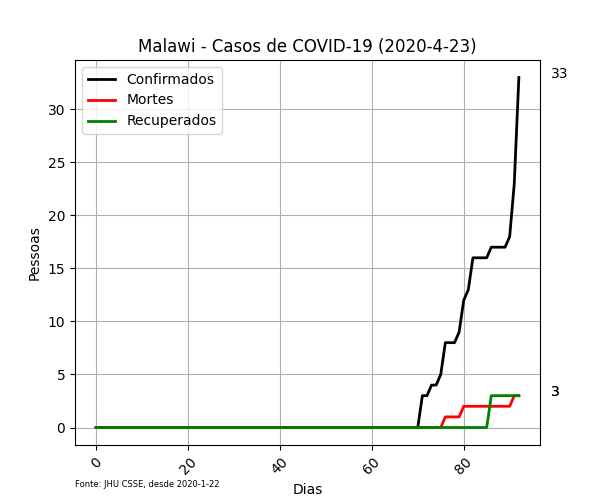 Malawi - Casos de COVID-19 (2020-4-23)
Confirmados
Mortes
Recuperados
33
3
30
25
20
15
10
5
0
Pessoas
0
20
40
60
80
Dias
Fonte: JHU CSSE, desde 2020-1-22